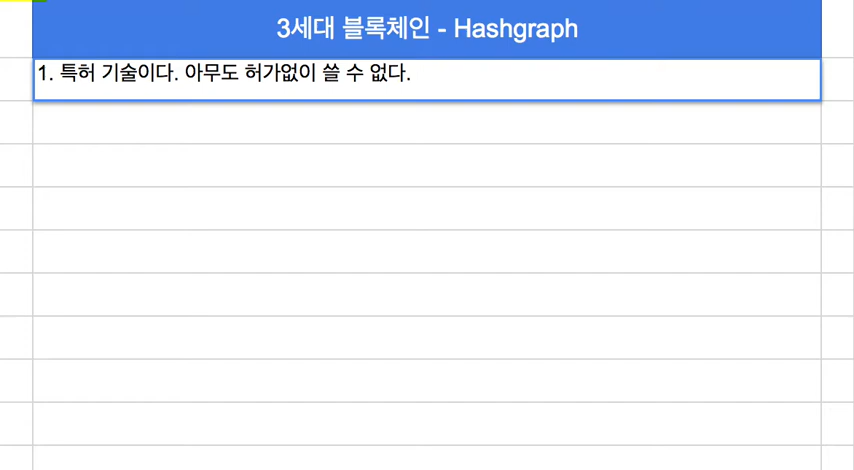 3세대 블록체인 - Hashgraph
1. 특허 기술이다. 아무도 허가없이 쓸 수 없다.